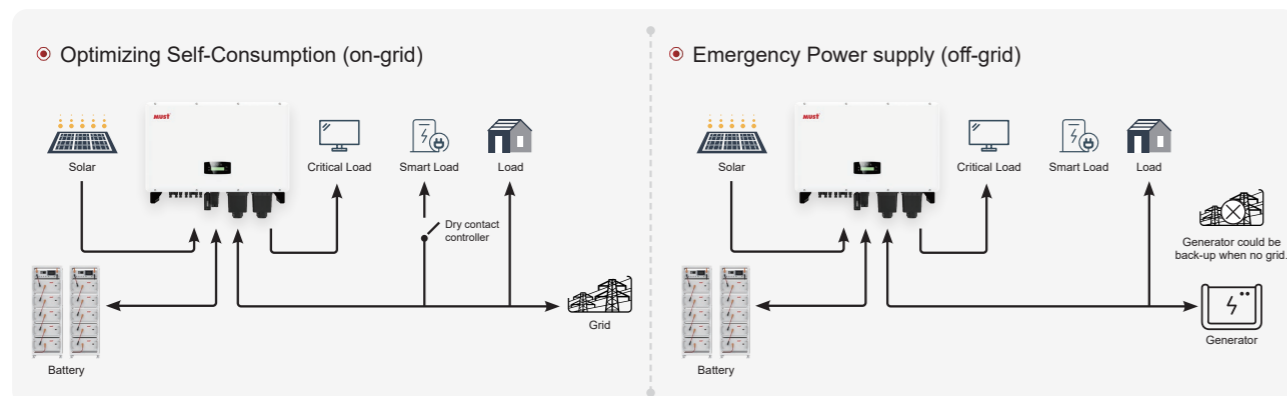 Optimizing Self-Consumption (on-grid)
MUST
Solar
Critical Load
Smart Load
Load
Dry contact
controller
Grid
Battery
Emergency Power supply (off-grid)
MUST
Solar
Critical Load
Smart Load
Load
Generator could be
back-up when no grid.
Generator
Battery